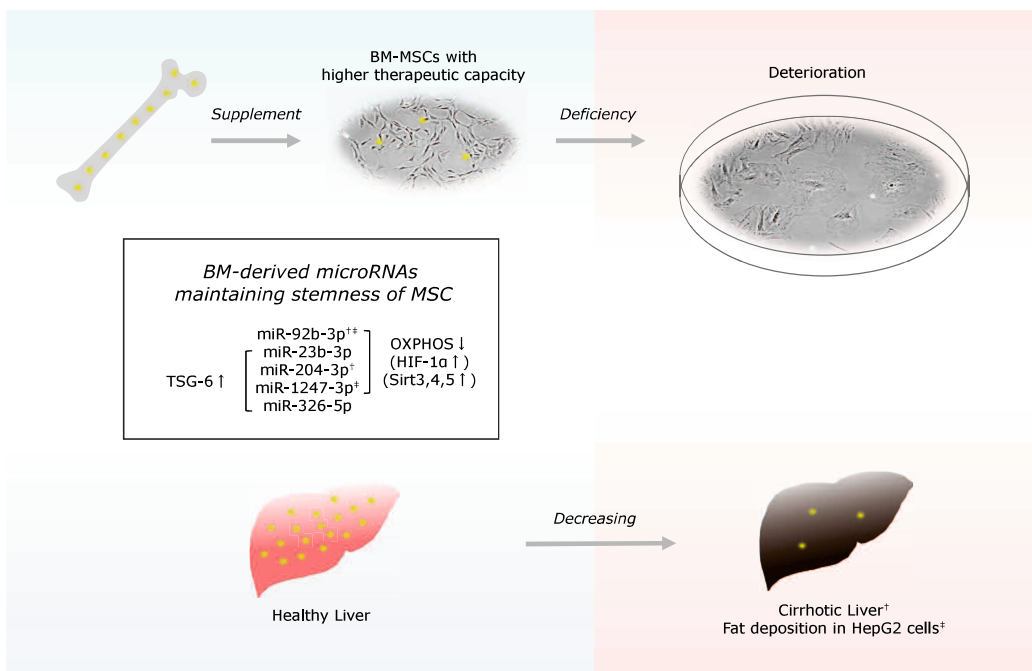 BM-MSCs with
higher therapeutic capacity
Deterioration
Supplement
Deficiency
BM-derived microRNAs
maintaining stemness of MSC
miR-92b-3p†‡
miR-23b-3p
miR-204-3p†
miR-1247-3p‡
miR-326-5p
TSG-6↑
OXPHOS↓
(HIF-1α↑)
(Sirt3,4,5↑)
Decreasing
Healthy Liver
Cirrhotic Liver†
Fat deposition in HepG2 cells‡